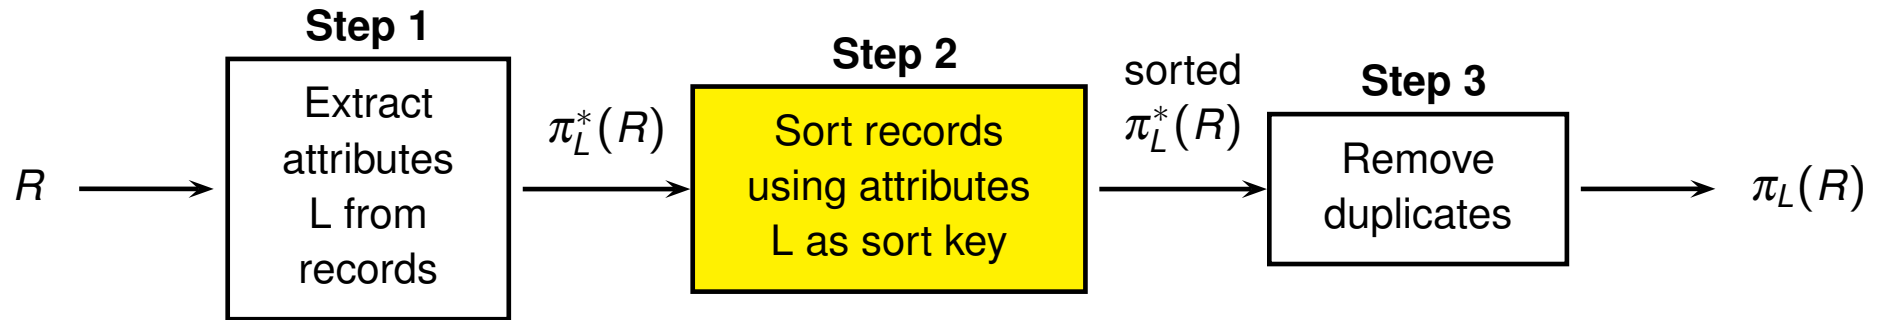 R
Step 1
Extract
attributes
L from
records
π*L(R)
Step 2
Sort records
using attributes
L as sort key
sorted
π*L(R)
Step 3
Remove
duplicates
πL(R)